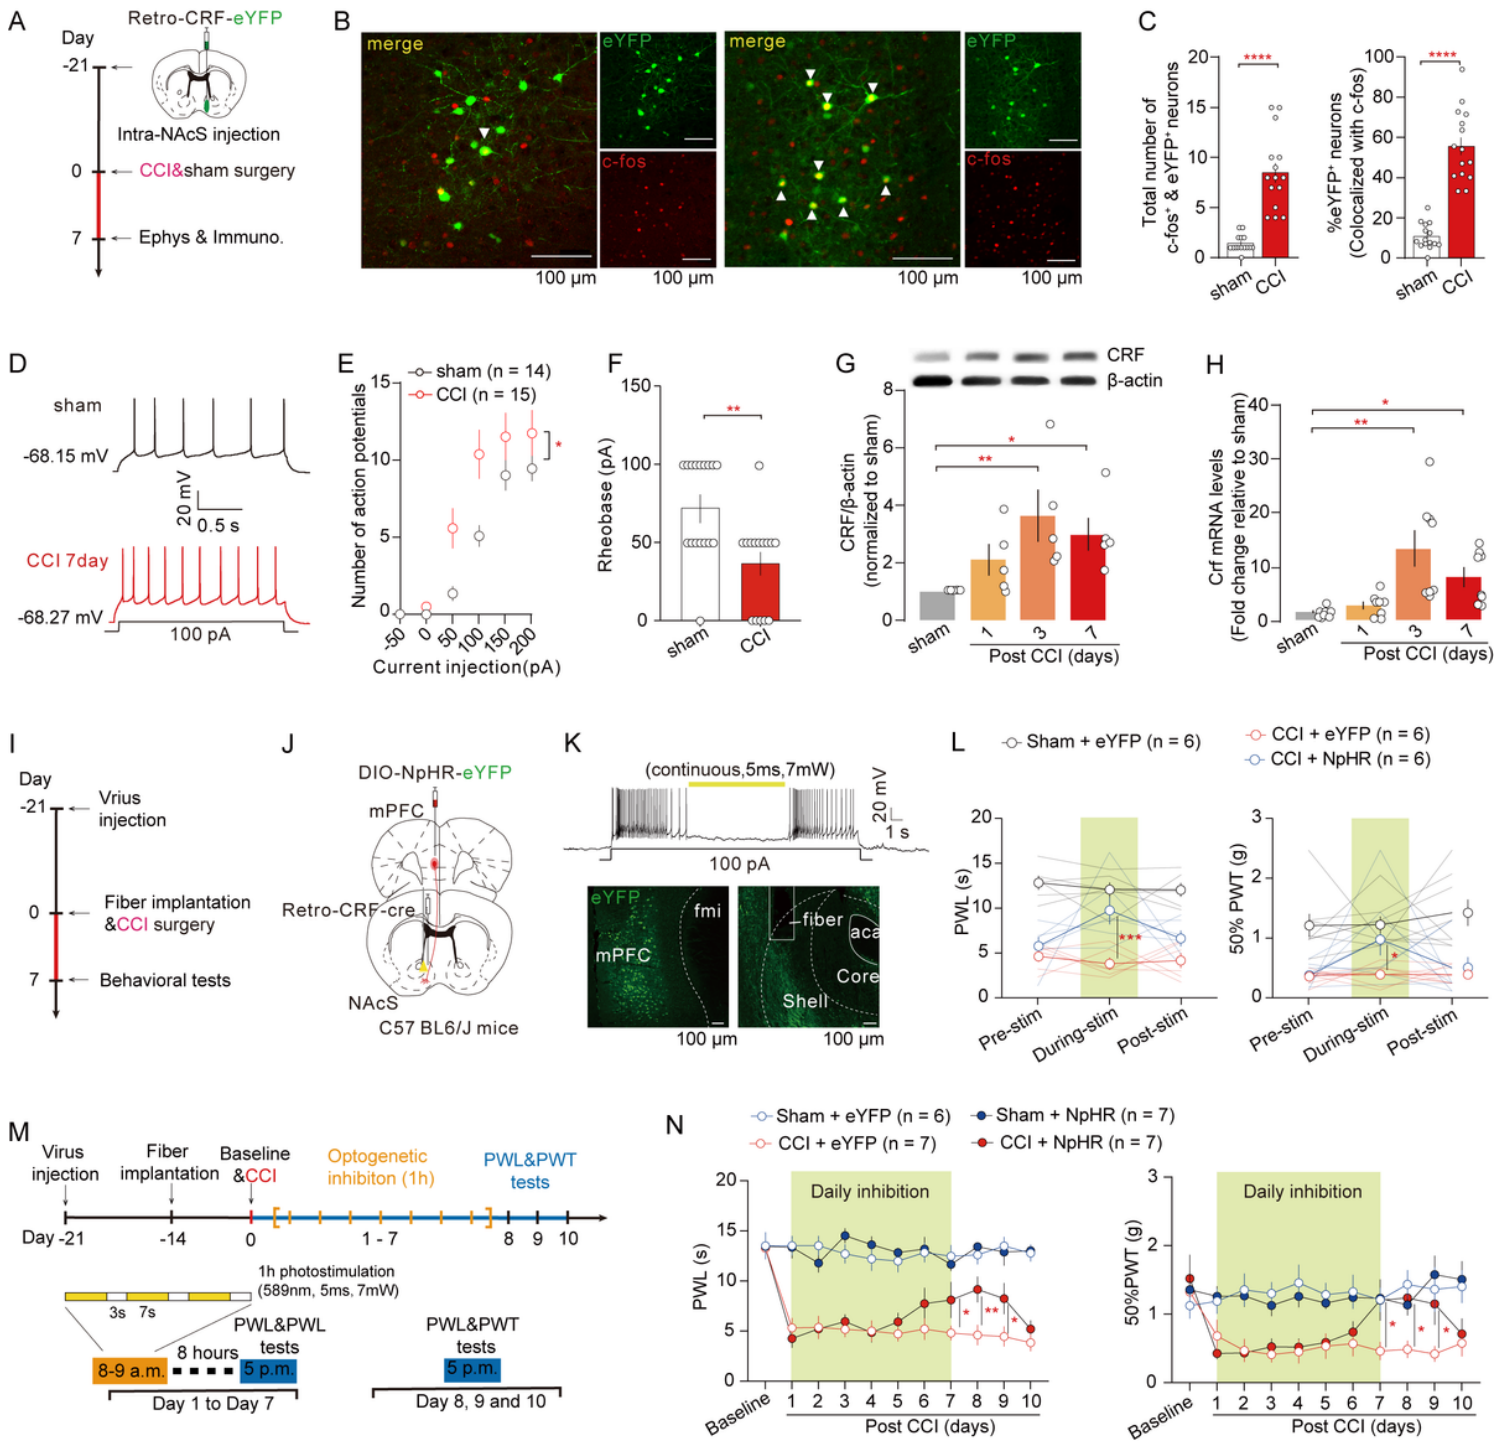 A
Retro-CRF-eYFP
Day
-21
Intra-NAcS injection
0
CCI&sham surgery
7
Ephys & Immuno.
B
merge
eYFP
c-fos
100 µm
100 µm
merge
eYFP
c-fos
100 µm
100 µm
C
Total number of
c-fos⁺ & eYFP⁺ neurons
20
15
10
5
0
****
sham
CCI
%eYFP⁺ neurons
(Colocalized with c-fos)
100
80
60
40
20
0
****
sham
CCI
D
sham
-68.15 mV
20 mV
0.5 s
CCI 7day
-68.27 mV
100 pA
E
sham (n = 14)
CCI (n = 15)
Number of action potentials
15
10
5
0
*
-50
0
50
100
150
200
Current injection(pA)
F
Rheobase (pA)
150
100
50
0
**
sham
CCI
G
CRF
β-actin
CRF/β-actin
(normalized to sham)
8
6
4
2
0
*
**
sham
1
3
7
Post CCI (days)
H
Crf mRNA levels
(Fold change relative to sham)
40
30
20
10
0
*
**
sham
1
3
7
Post CCI (days)
I
Day
-21
Vrius
injection
0
Fiber implantation
&CCI surgery
7
Behavioral tests
J
DIO-NpHR-eYFP
mPFC
Retro-CRF-cre
NAcS
C57 BL6/J mice
K
(continuous,5ms,7mW)
20 mV
1 s
100 pA
eYFP
fmi
mPFC
100 µm
fiber
aca
Core
Shell
100 µm
L
Sham + eYFP (n = 6)
CCI + eYFP (n = 6)
CCI + NpHR (n = 6)
PWL (s)
20
15
10
5
0
***
Pre-stim
During-stim
Post-stim
50% PWT (g)
3
2
1
0
*
Pre-stim
During-stim
Post-stim
M
Virus
injection
Fiber
implantation
Baseline
&CCI
Optogenetic
inhibiton (1h)
PWL&PWT
tests
Day -21
-14
0
1 - 7
8
9
10
1h photostimulation
(589nm, 5ms, 7mW)
3s
7s
8-9 a.m.
8 hours
PWL&PWL
tests
5 p.m.
Day 1 to Day 7
PWL&PWT
tests
5 p.m.
Day 8, 9 and 10
N
Sham + eYFP (n = 6)
Sham + NpHR (n = 7)
CCI + eYFP (n = 7)
CCI + NpHR (n = 7)
PWL (s)
20
15
10
5
0
Daily inhibition
*
**
*
Baseline
1 2 3 4 5 6 7 8 9 10
Post CCI (days)
50%PWT (g)
3
2
1
0
Daily inhibition
*
*
*
Baseline
1 2 3 4 5 6 7 8 9 10
Post CCI (days)